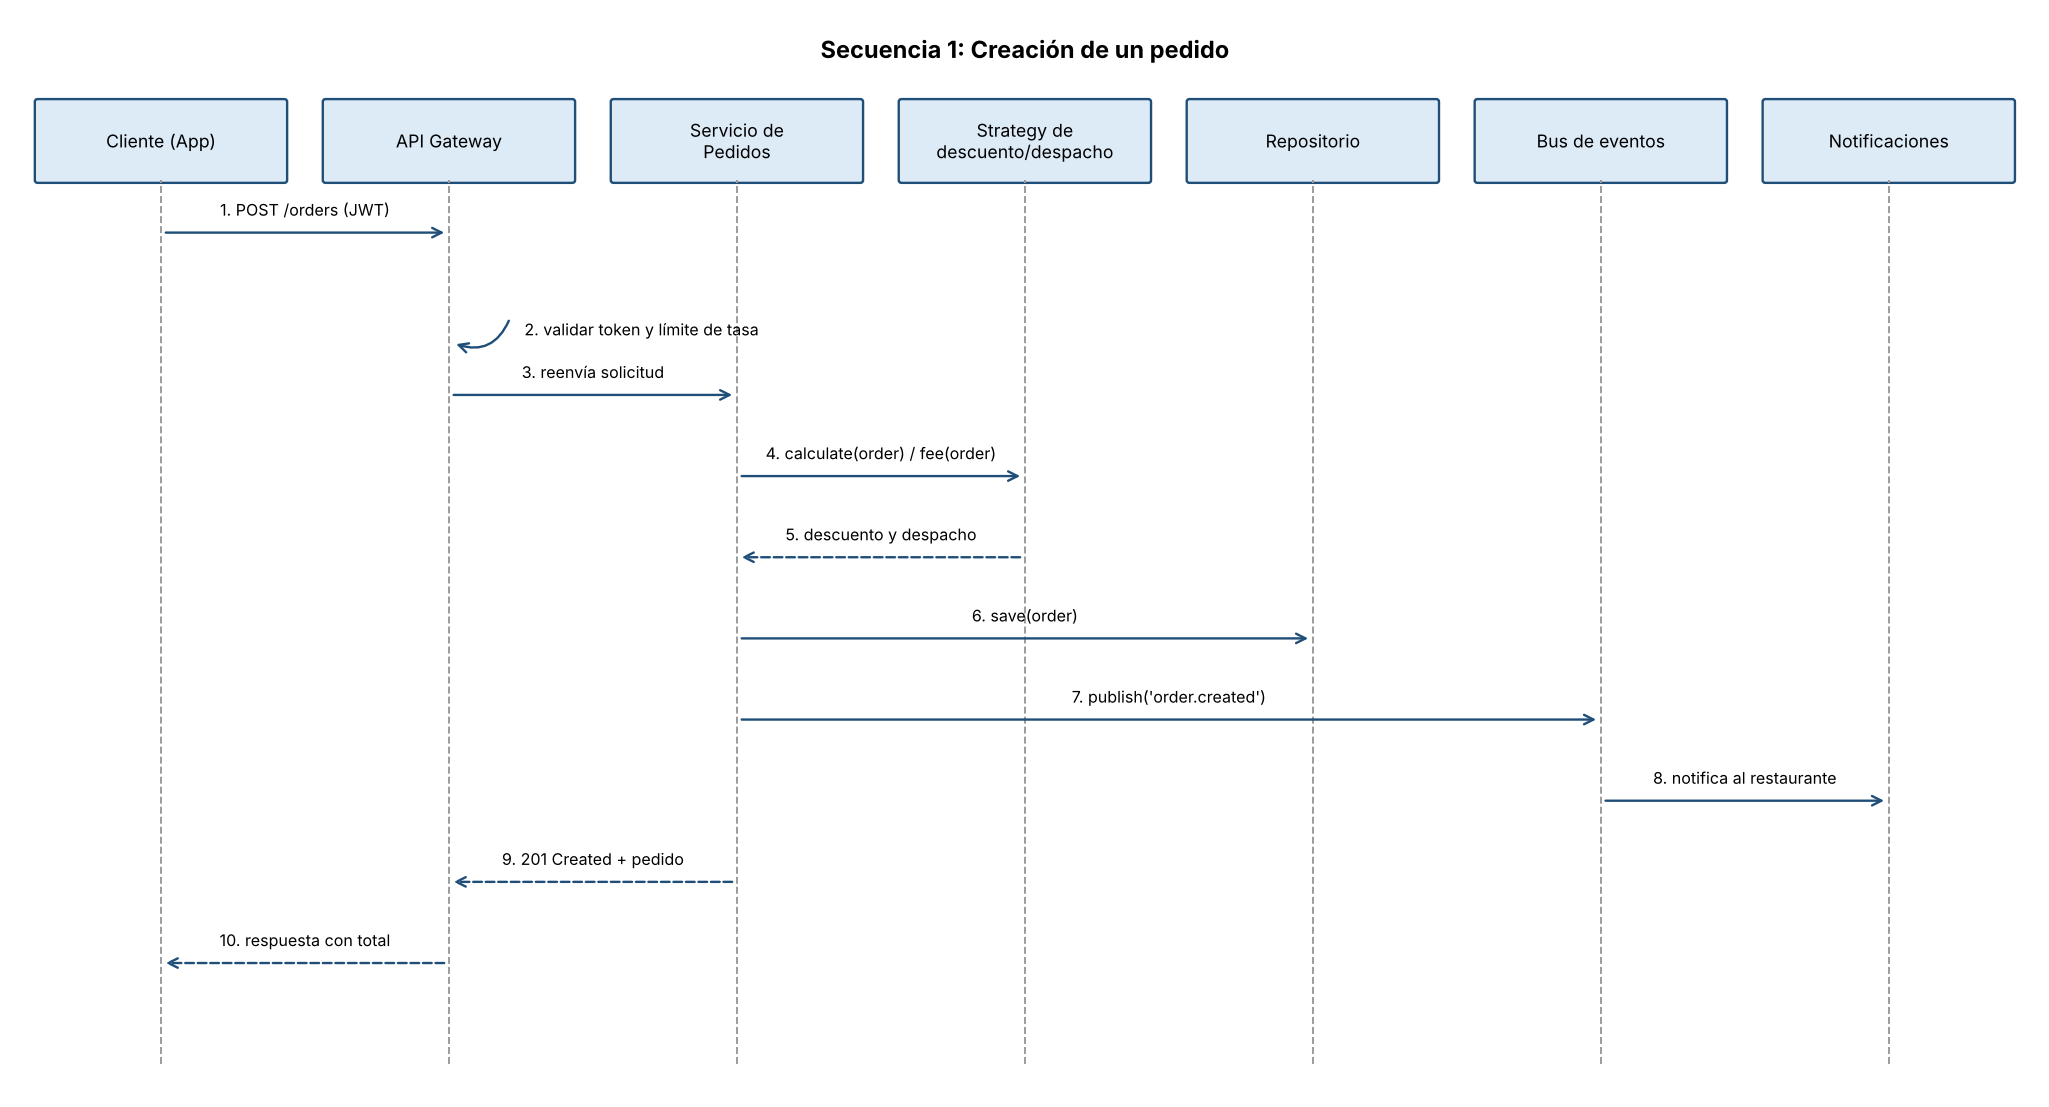 Secuencia 1: Creación de un pedido
Cliente (App)
API Gateway
Servicio de
Pedidos
Strategy de
descuento/despacho
Repositorio
Bus de eventos
Notificaciones
1. POST /orders (JWT)
2. validar token y límite de tasa
3. reenvía solicitud
4. calculate(order) / fee(order)
5. descuento y despacho
6. save(order)
7. publish('order.created')
8. notifica al restaurante
9. 201 Created + pedido
10. respuesta con total